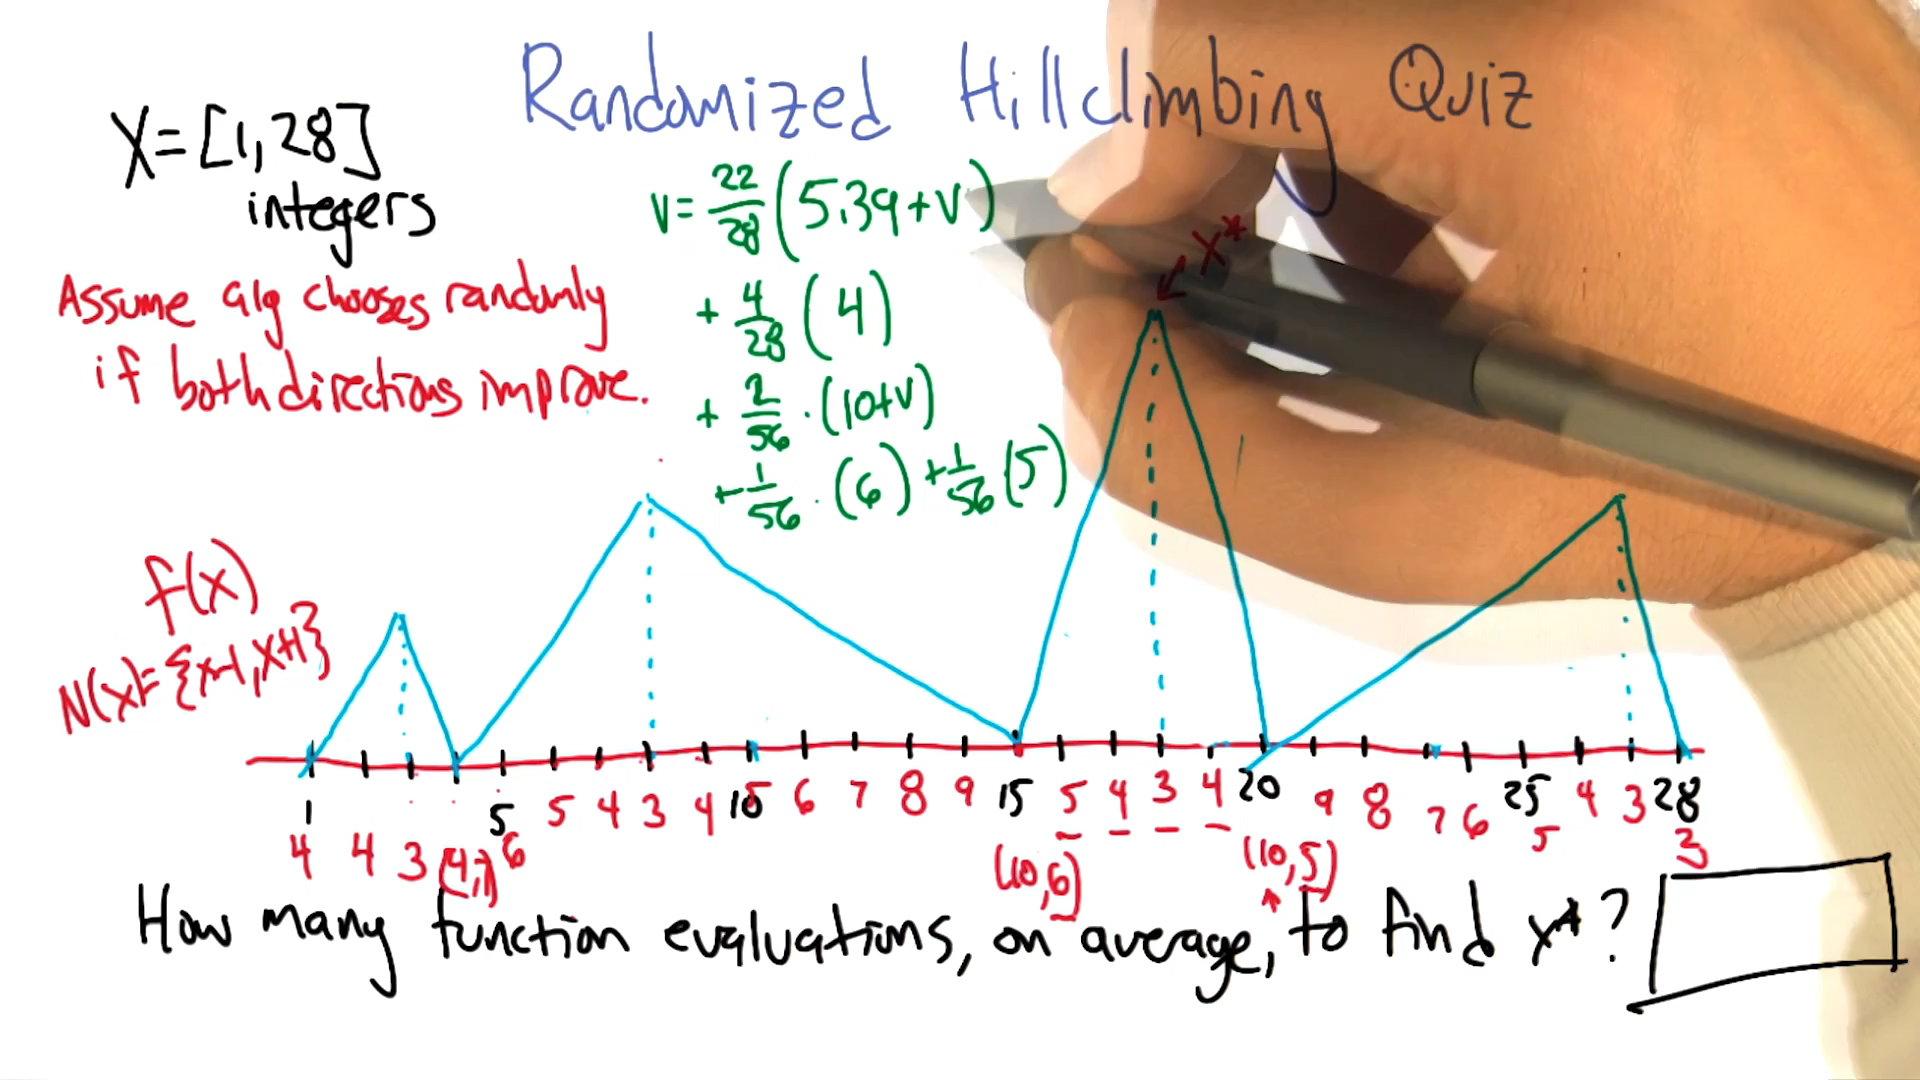 Randomized Hillclimbing Quiz
X = [1,28]
integers
Assume alg chooses randomly
if both directions improve.
V = 22/28 (5.39+V)
+ 4/28 (4)
+ 2/56 · (10+V)
+ 1/56 · (6) + 1/56 (5)
x*
f(x)
N(x)= {x-1, x+1}
1 5 5 4 3 4 10 5 6 7 8 9 15 5 4 3 4 20 9 8 7 6 25 4 3 28
4 4 3 (4,7) 6 (10,6) (10,5) 5 3
How many function evaluations, on average, to find x*?